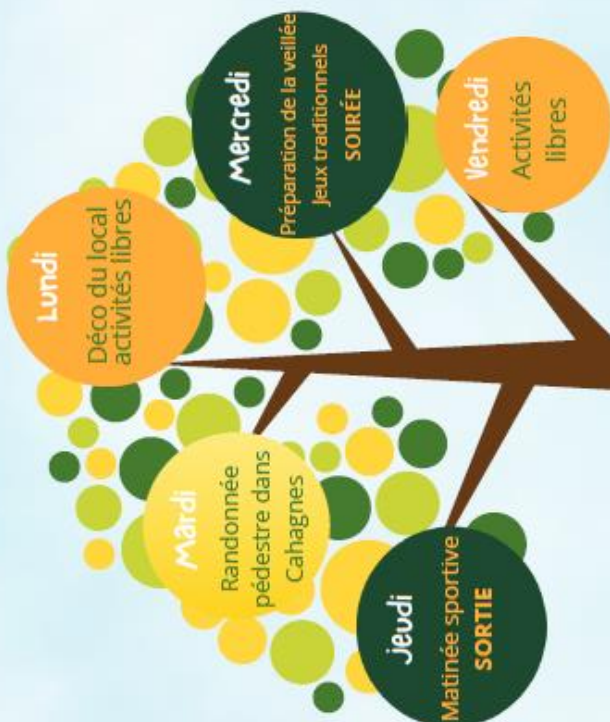 Lundi
Déco du local
activités libres
Mardi
Randonnée
pédestre dans
Cahagnes
Mercredi
Préparation de la veillée
Jeux traditionnels
SOIRÉE
Jeudi
Matinée sportive
SORTIE
Vendredi
Activités
libres